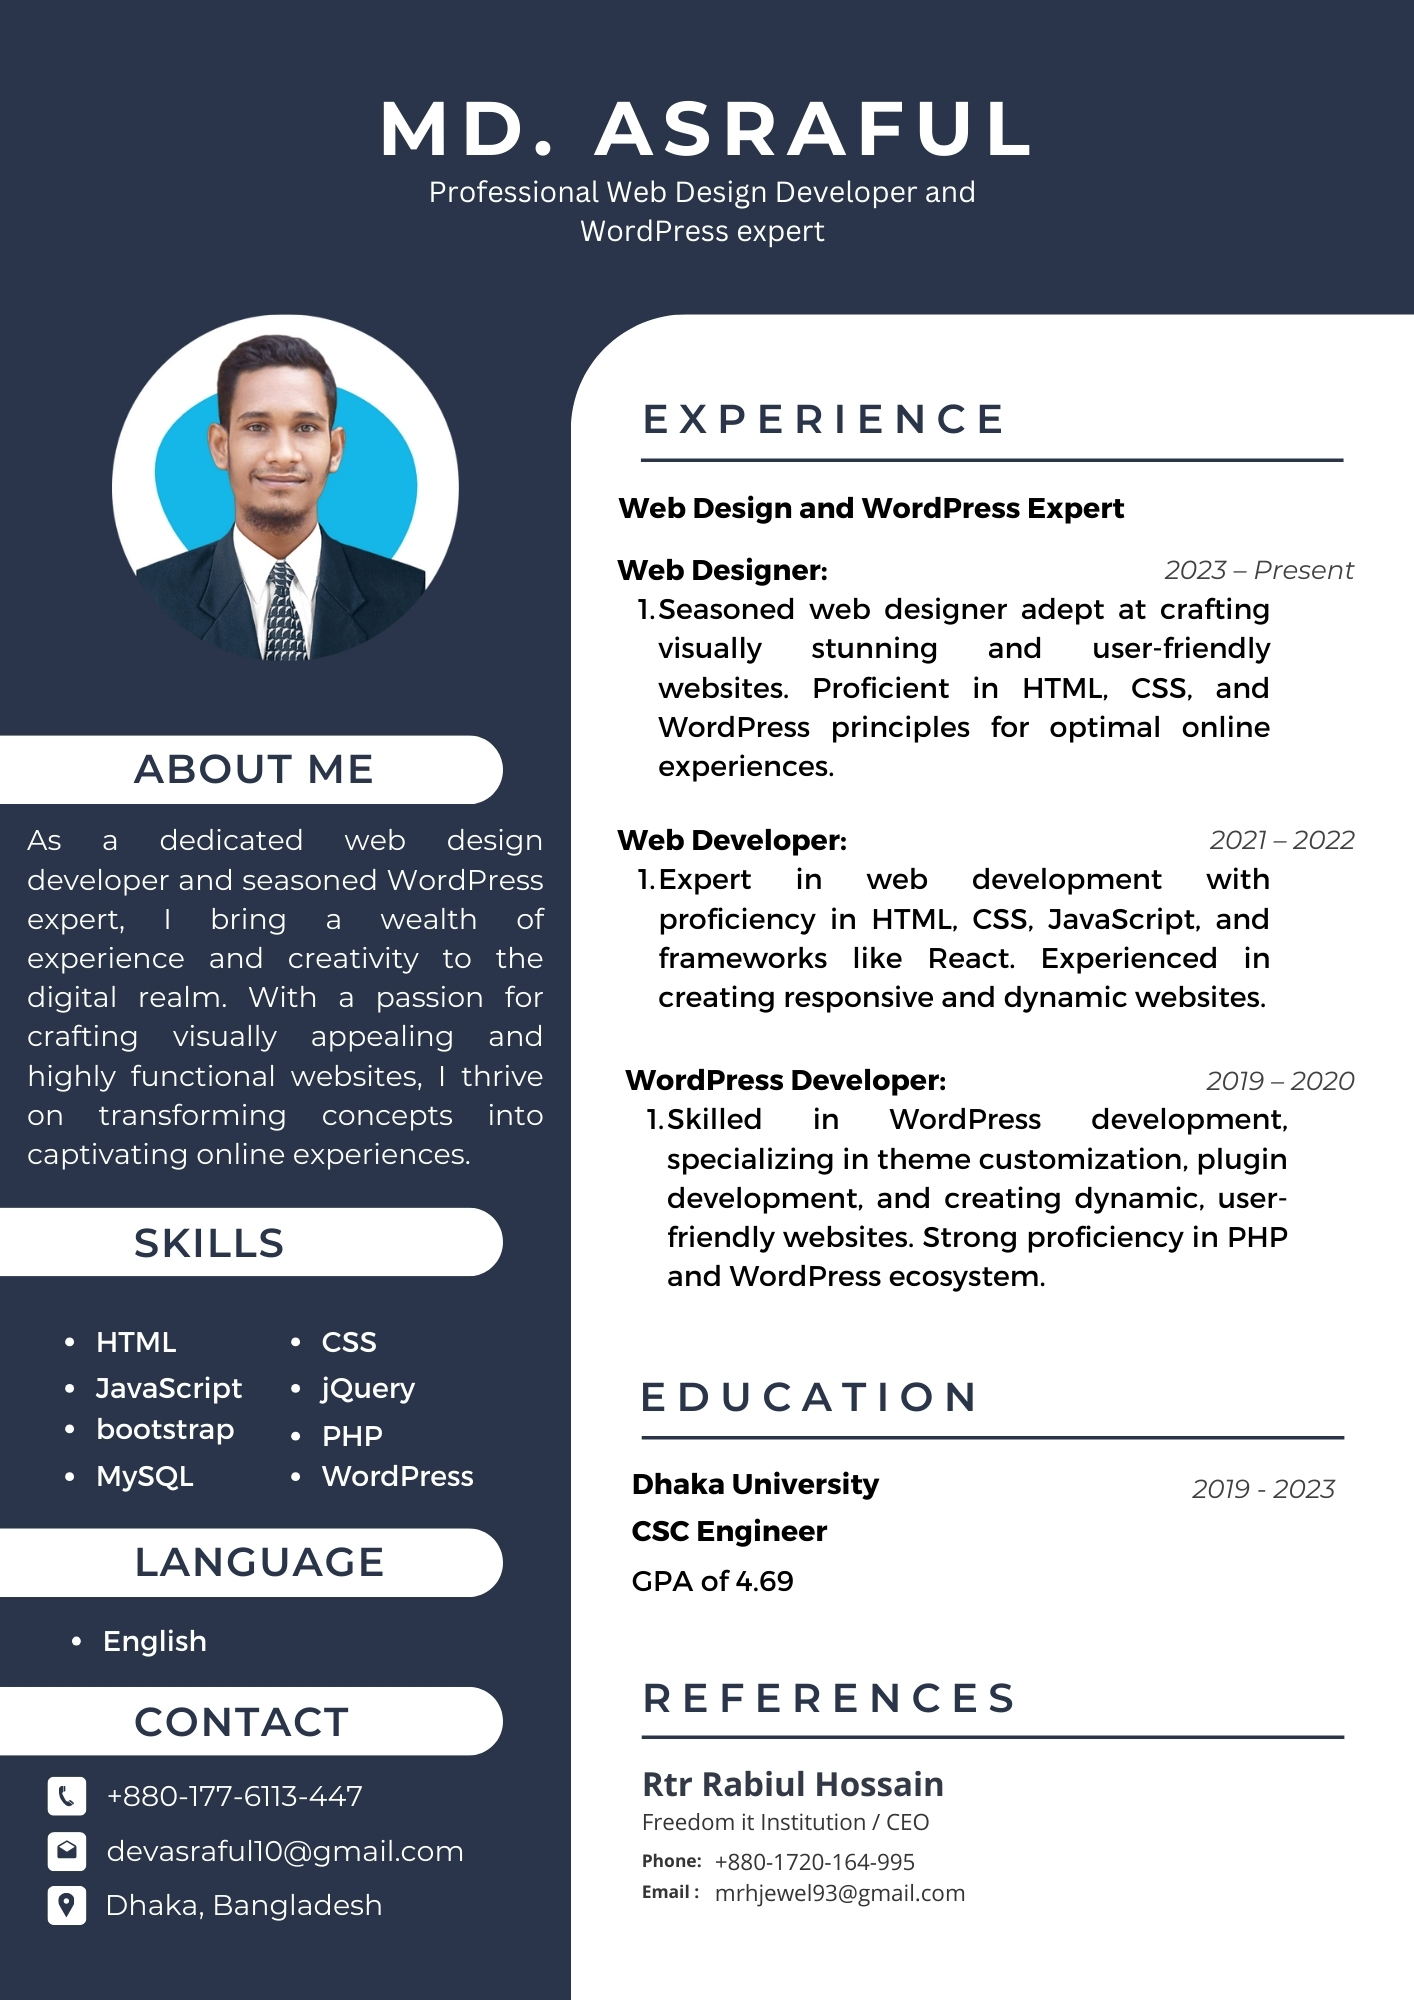 MD. ASRAFUL
Professional Web Design Developer and
WordPress expert
ABOUT ME
As a dedicated web design
developer and seasoned WordPress
expert, I bring a wealth of
experience and creativity to the
digital realm. With a passion for
crafting visually appealing and
highly functional websites, I thrive
on transforming concepts into
captivating online experiences.
SKILLS
• HTML
• JavaScript
• bootstrap
• MySQL
• CSS
• jQuery
• PHP
• WordPress
LANGUAGE
• English
CONTACT
+880-177-6113-447
devasraful10@gmail.com
Dhaka, Bangladesh
EXPERIENCE
Web Design and WordPress Expert
Web Designer: 2023 – Present
1. Seasoned web designer adept at crafting
visually stunning and user-friendly
websites. Proficient in HTML, CSS, and
WordPress principles for optimal online
experiences.
Web Developer: 2021 – 2022
1. Expert in web development with
proficiency in HTML, CSS, JavaScript, and
frameworks like React. Experienced in
creating responsive and dynamic websites.
WordPress Developer: 2019 – 2020
1. Skilled in WordPress development,
specializing in theme customization, plugin
development, and creating dynamic, user-
friendly websites. Strong proficiency in PHP
and WordPress ecosystem.
EDUCATION
Dhaka University 2019 - 2023
CSC Engineer
GPA of 4.69
REFERENCES
Rtr Rabiul Hossain
Freedom it Institution / CEO
Phone: +880-1720-164-995
Email : mrhjewel93@gmail.com